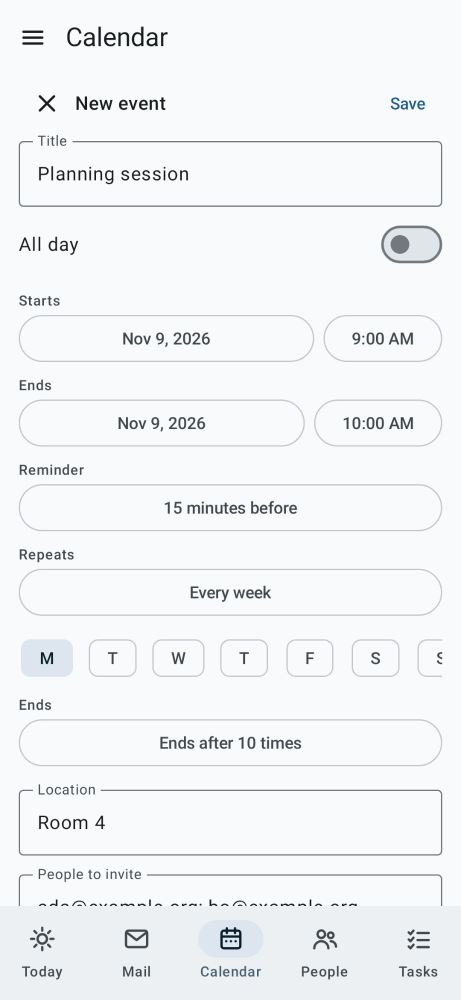 Calendar
New event Save
Title
Planning session
All day
Starts
Nov 9, 2026 9:00 AM
Ends
Nov 9, 2026 10:00 AM
Reminder
15 minutes before
Repeats
Every week
M T W T F S
Ends
Ends after 10 times
Location
Room 4
People to invite
Today Mail Calendar People Tasks